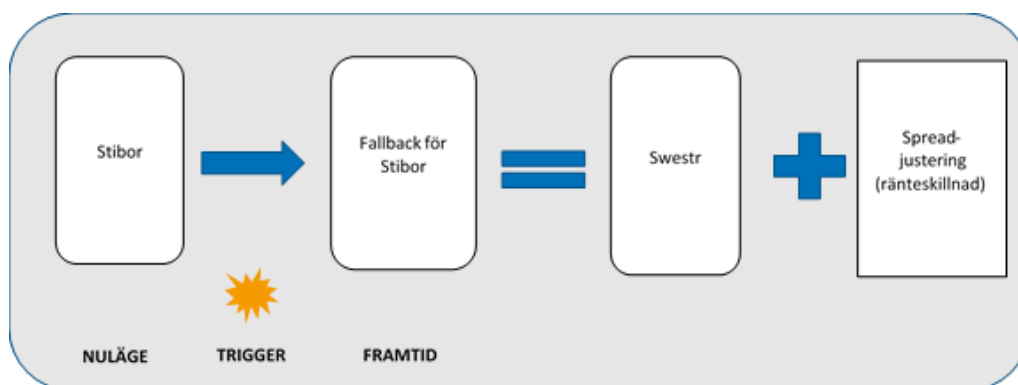 Stibor
Fallback för
Stibor
Swestr
Spread-
justering
(ränteskillnad)
NULÄGE
TRIGGER
FRAMTID